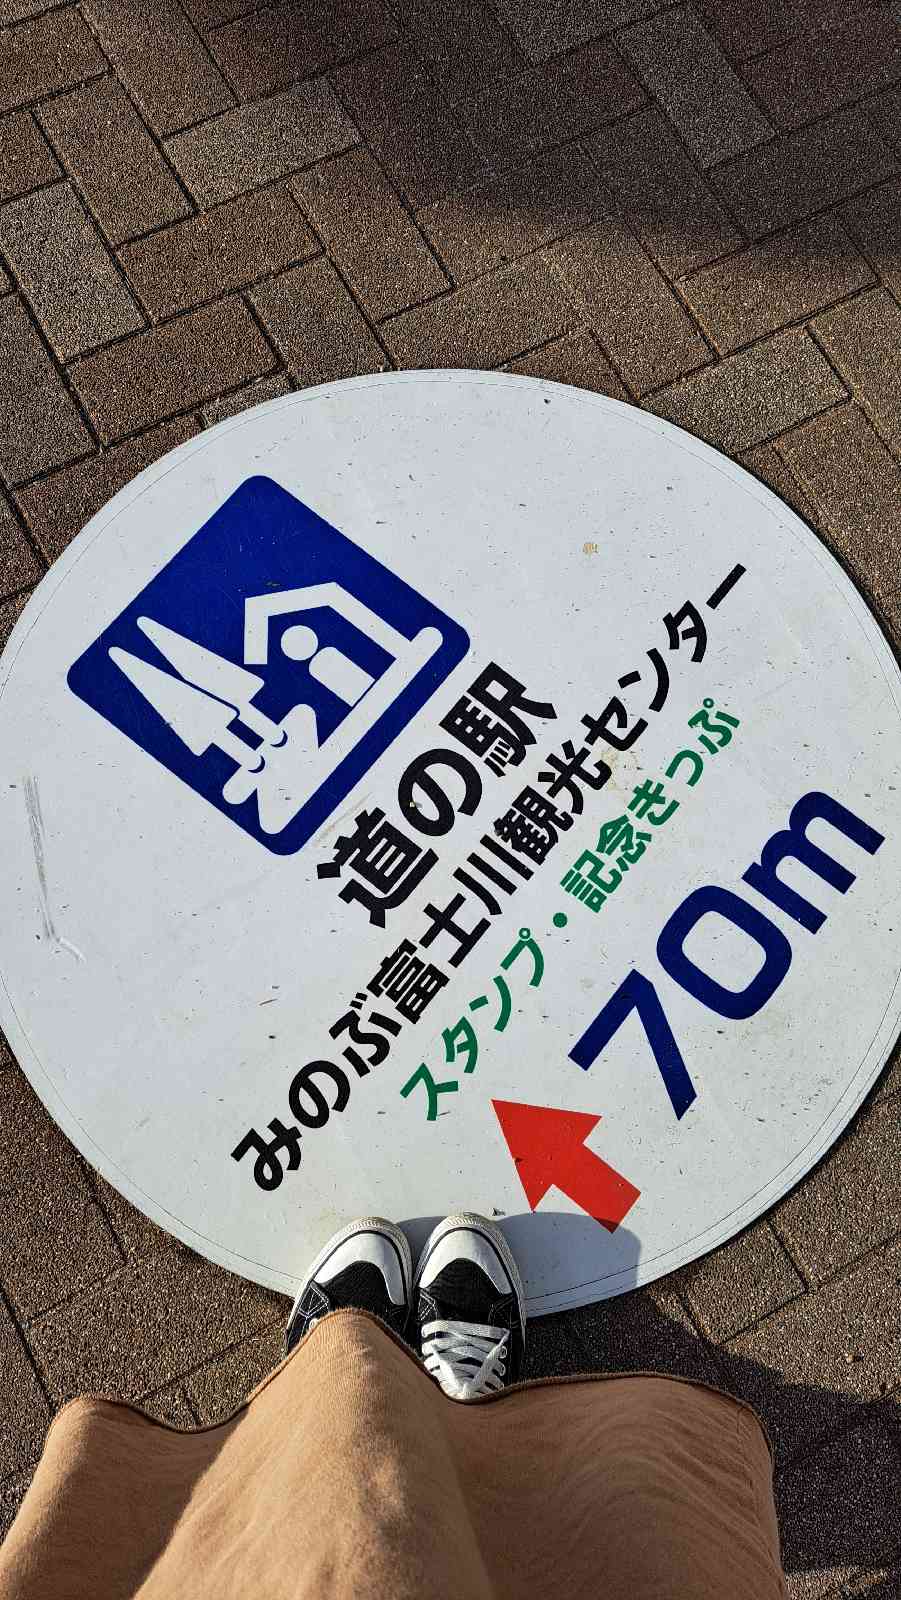 道の駅
みのぶ富士川観光センター
スタンプ・記念きっぷ
70m